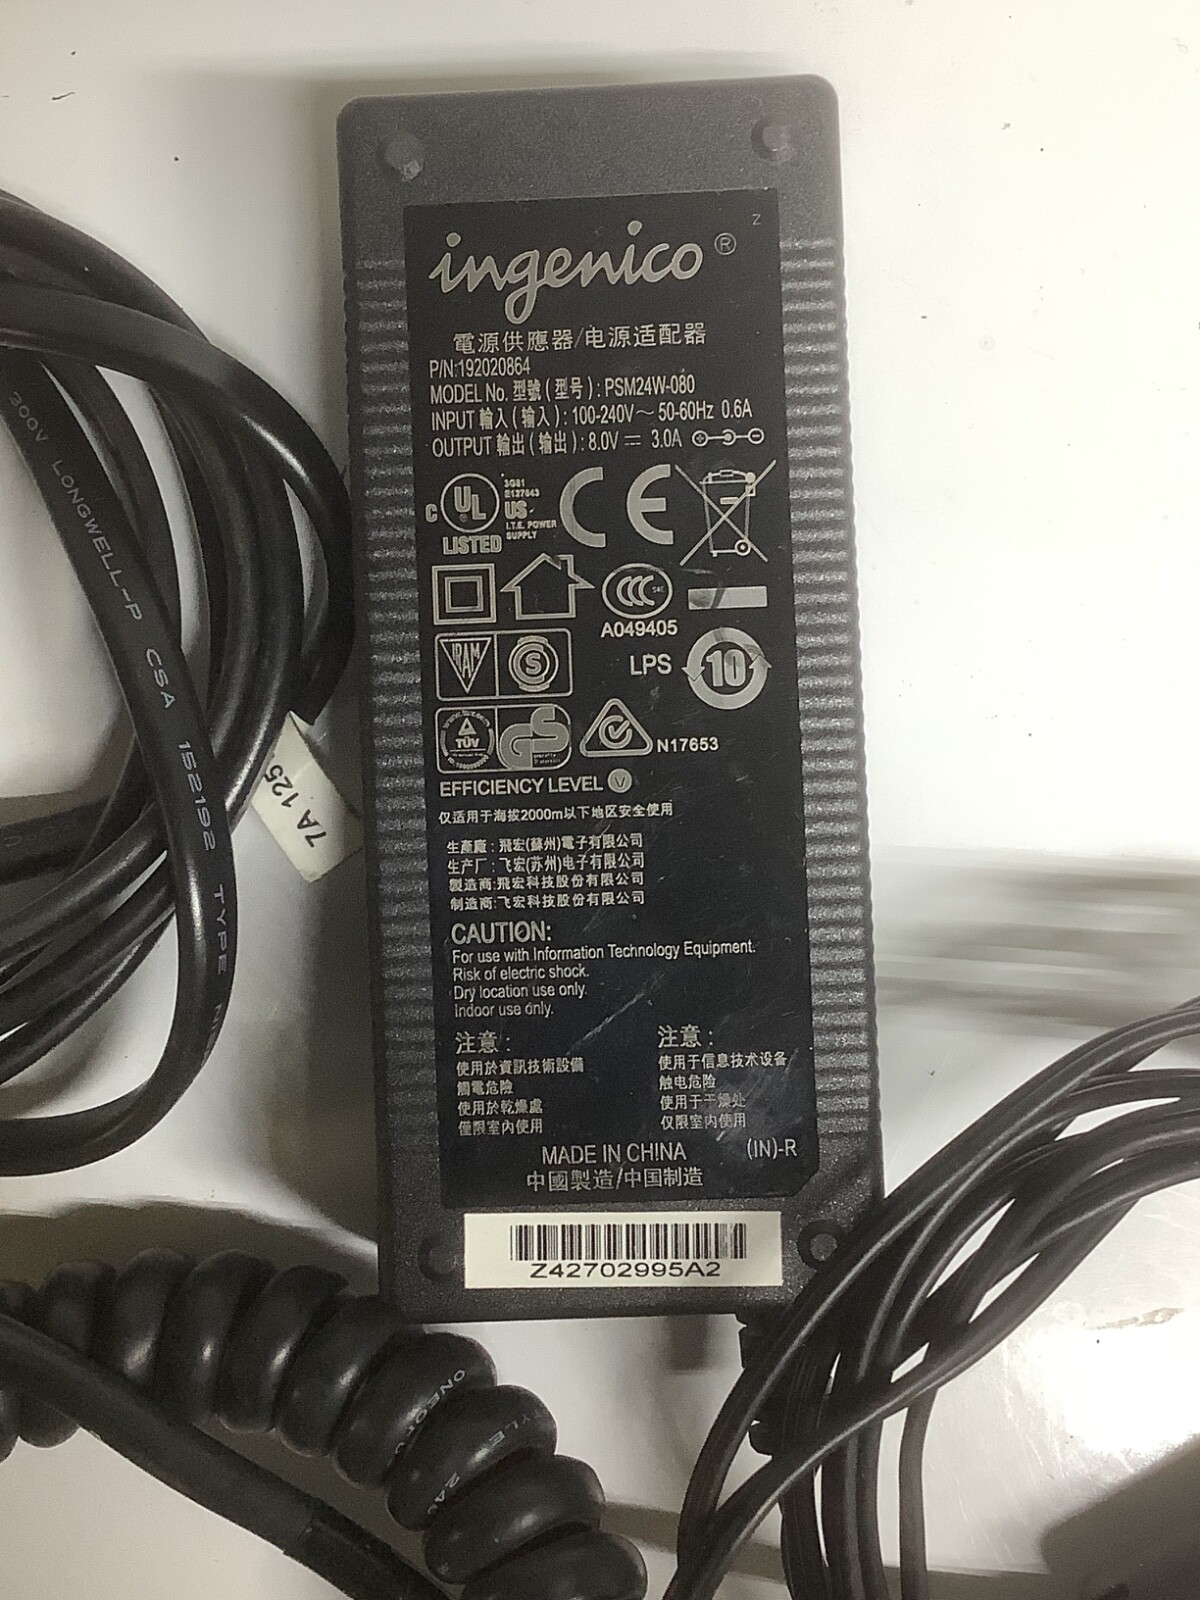 Z
ingenico®
電源供應器/电源适配器
P/N:192020864
MODEL No. 型號 ( 型号 ) : PSM24W-080
INPUT 輸入 ( 输入 ) : 100-240V～ 50-60Hz 0.6A
OUTPUT 輸出 ( 输出 ) : 8.0V ⎓ 3.0A
C UL US LISTED
3G81
E137843
I.T.E. POWER
SUPPLY
CE
CCC
A049405
IRAM S
LPS 10
TÜV GS
N17653
EFFICIENCY LEVEL V
仅适用于海拔2000m以下地区安全使用
生產廠 : 飛宏(蘇州)電子有限公司
生产厂 : 飞宏(苏州)电子有限公司
製造商:飛宏科技股份有限公司
制造商:飞宏科技股份有限公司
CAUTION:
For use with Information Technology Equipment.
Risk of electric shock.
Dry location use only.
Indoor use only.
注意 :
使用於資訊技術設備
觸電危險
使用於乾燥處
僅限室內使用
注意 :
使用于信息技术设备
触电危险
使用于干燥处
仅限室内使用
MADE IN CHINA (IN)-R
中國製造/中国制造
Z42702995A2
300V LONGWELL-P CSA 152192 TYPE
7A 125